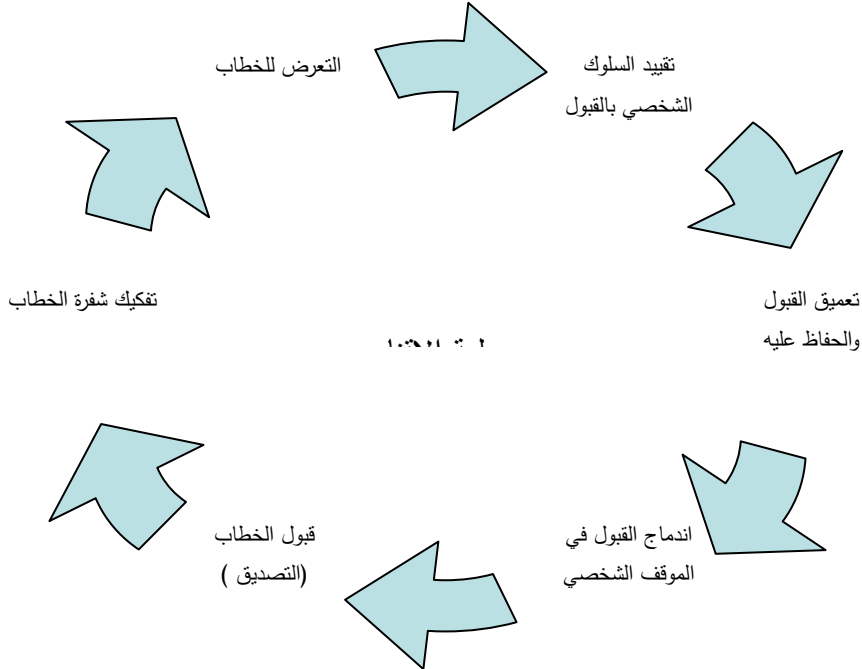 تقييد السلوك
الشخصي بالقبول
التعرض للخطاب
تعميق القبول
والحفاظ عليه
تفكيك شفرة الخطاب
اندماج القبول في
الموقف الشخصي
قبول الخطاب
(التصديق )